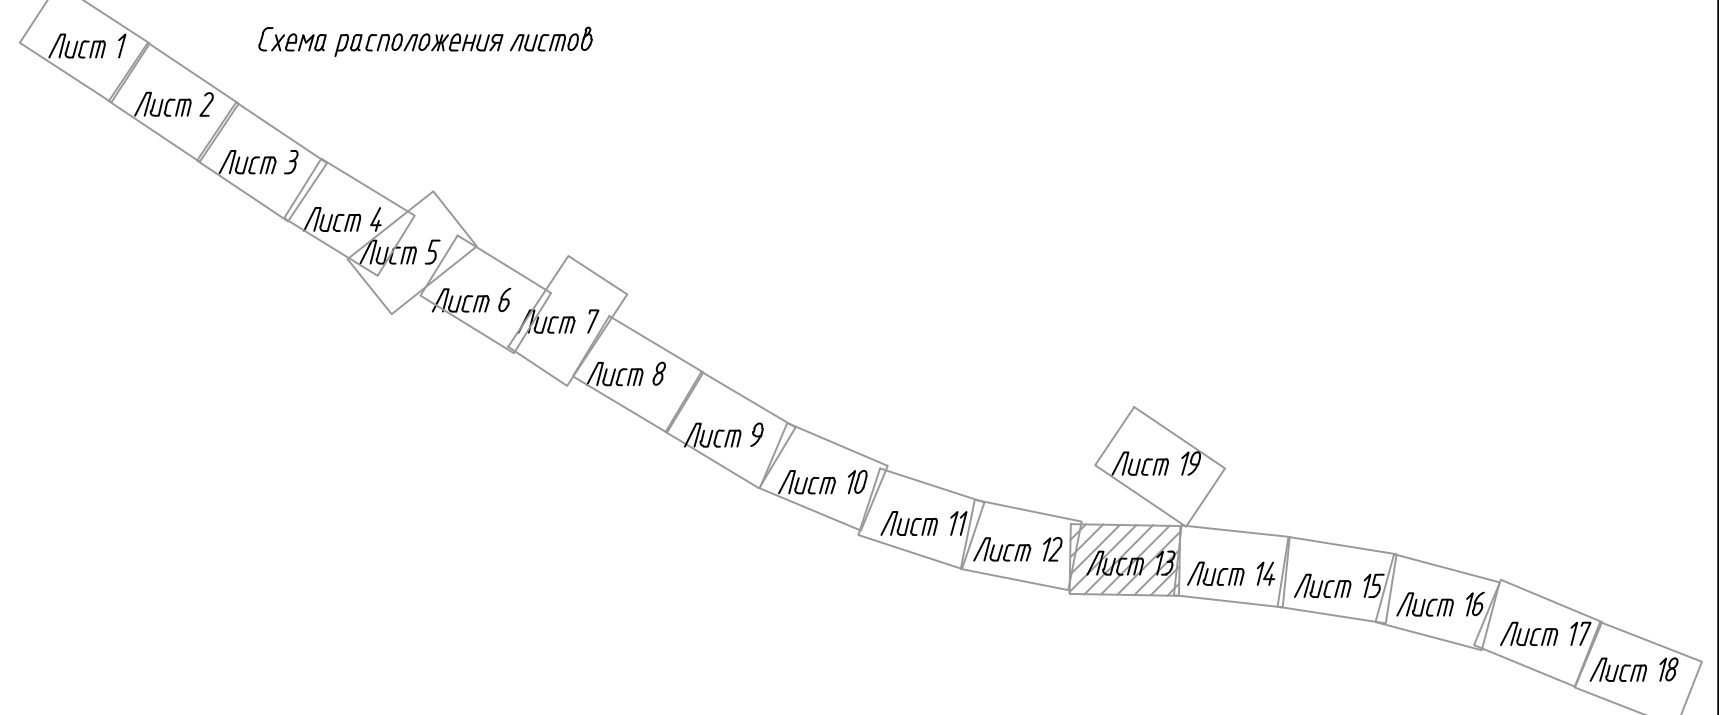 Схема расположения листов
Лист 1
Лист 2
Лист 3
Лист 4
Лист 5
Лист 6
Лист 7
Лист 8
Лист 9
Лист 10
Лист 11
Лист 12
Лист 13
Лист 14
Лист 15
Лист 16
Лист 17
Лист 18
Лист 19